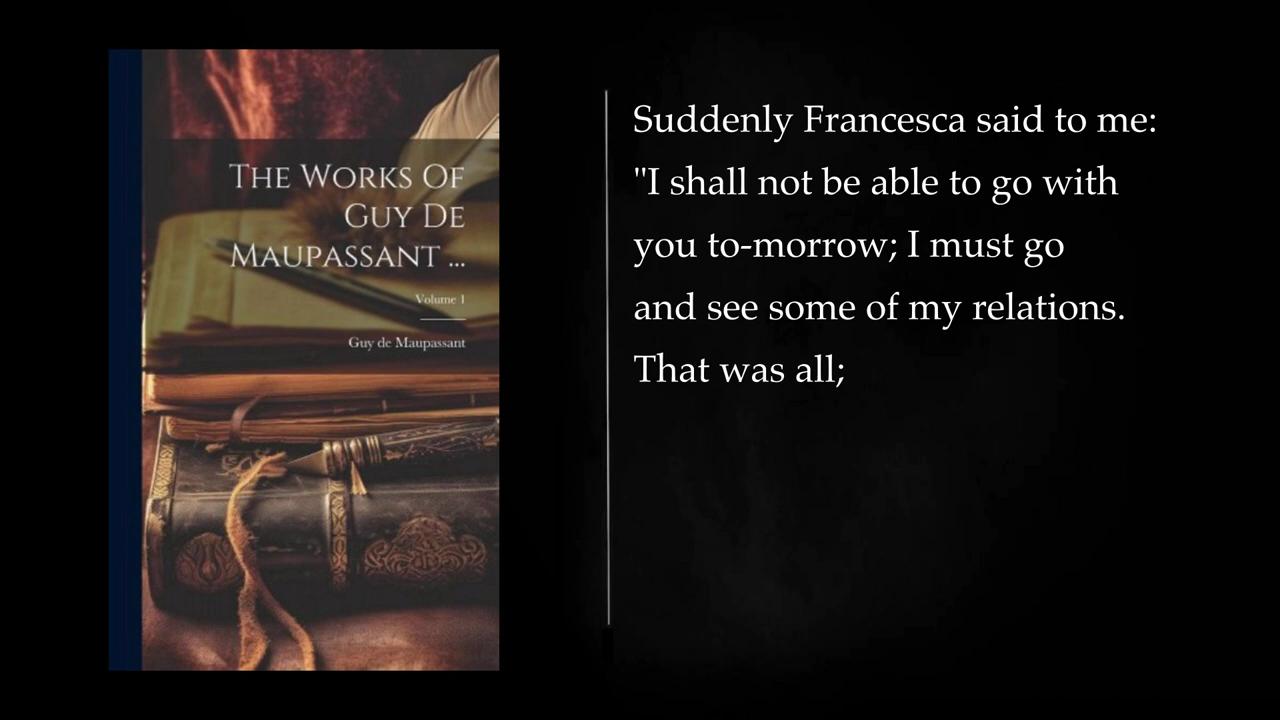 The Works Of
Guy De
Maupassant ...
Volume 1
Guy de Maupassant
Suddenly Francesca said to me:
"I shall not be able to go with
you to-morrow; I must go
and see some of my relations.
That was all;